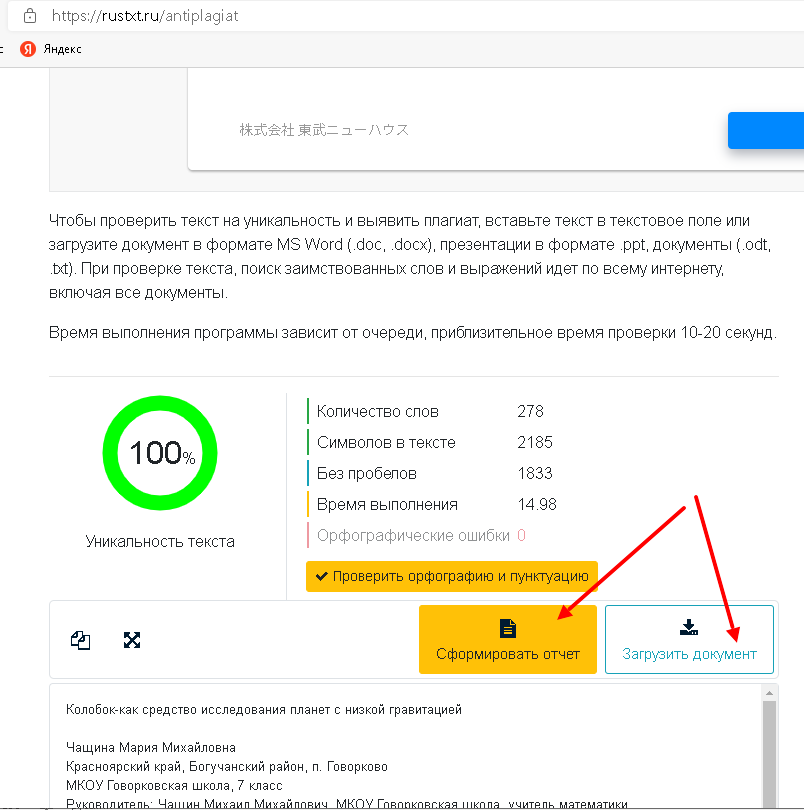 https://rustxt.ru/antiplagiat
с Я Яндекс
株式会社 東武ニューハウス
Чтобы проверить текст на уникальность и выявить плагиат, вставьте текст в текстовое поле или
загрузите документ в формате MS Word (.doc, .docx), презентации в формате .ppt, документы (.odt,
.txt). При проверке текста, поиск заимствованных слов и выражений идет по всему интернету,
включая все документы.
Время выполнения программы зависит от очереди, приблизительное время проверки 10-20 секунд.
100%
Уникальность текста
Количество слов 278
Символов в тексте 2185
Без пробелов 1833
Время выполнения 14.98
Орфографические ошибки 0
Проверить орфографию и пунктуацию
Сформировать отчет
Загрузить документ
Колобок-как средство исследования планет с низкой гравитацией
Чащина Мария Михайловна
Красноярский край, Богучанский район, п. Говорково
МКОУ Говорковская школа, 7 класс
Руководитель: Чащин Михаил Михайлович, МКОУ Говорковская школа, учитель математики